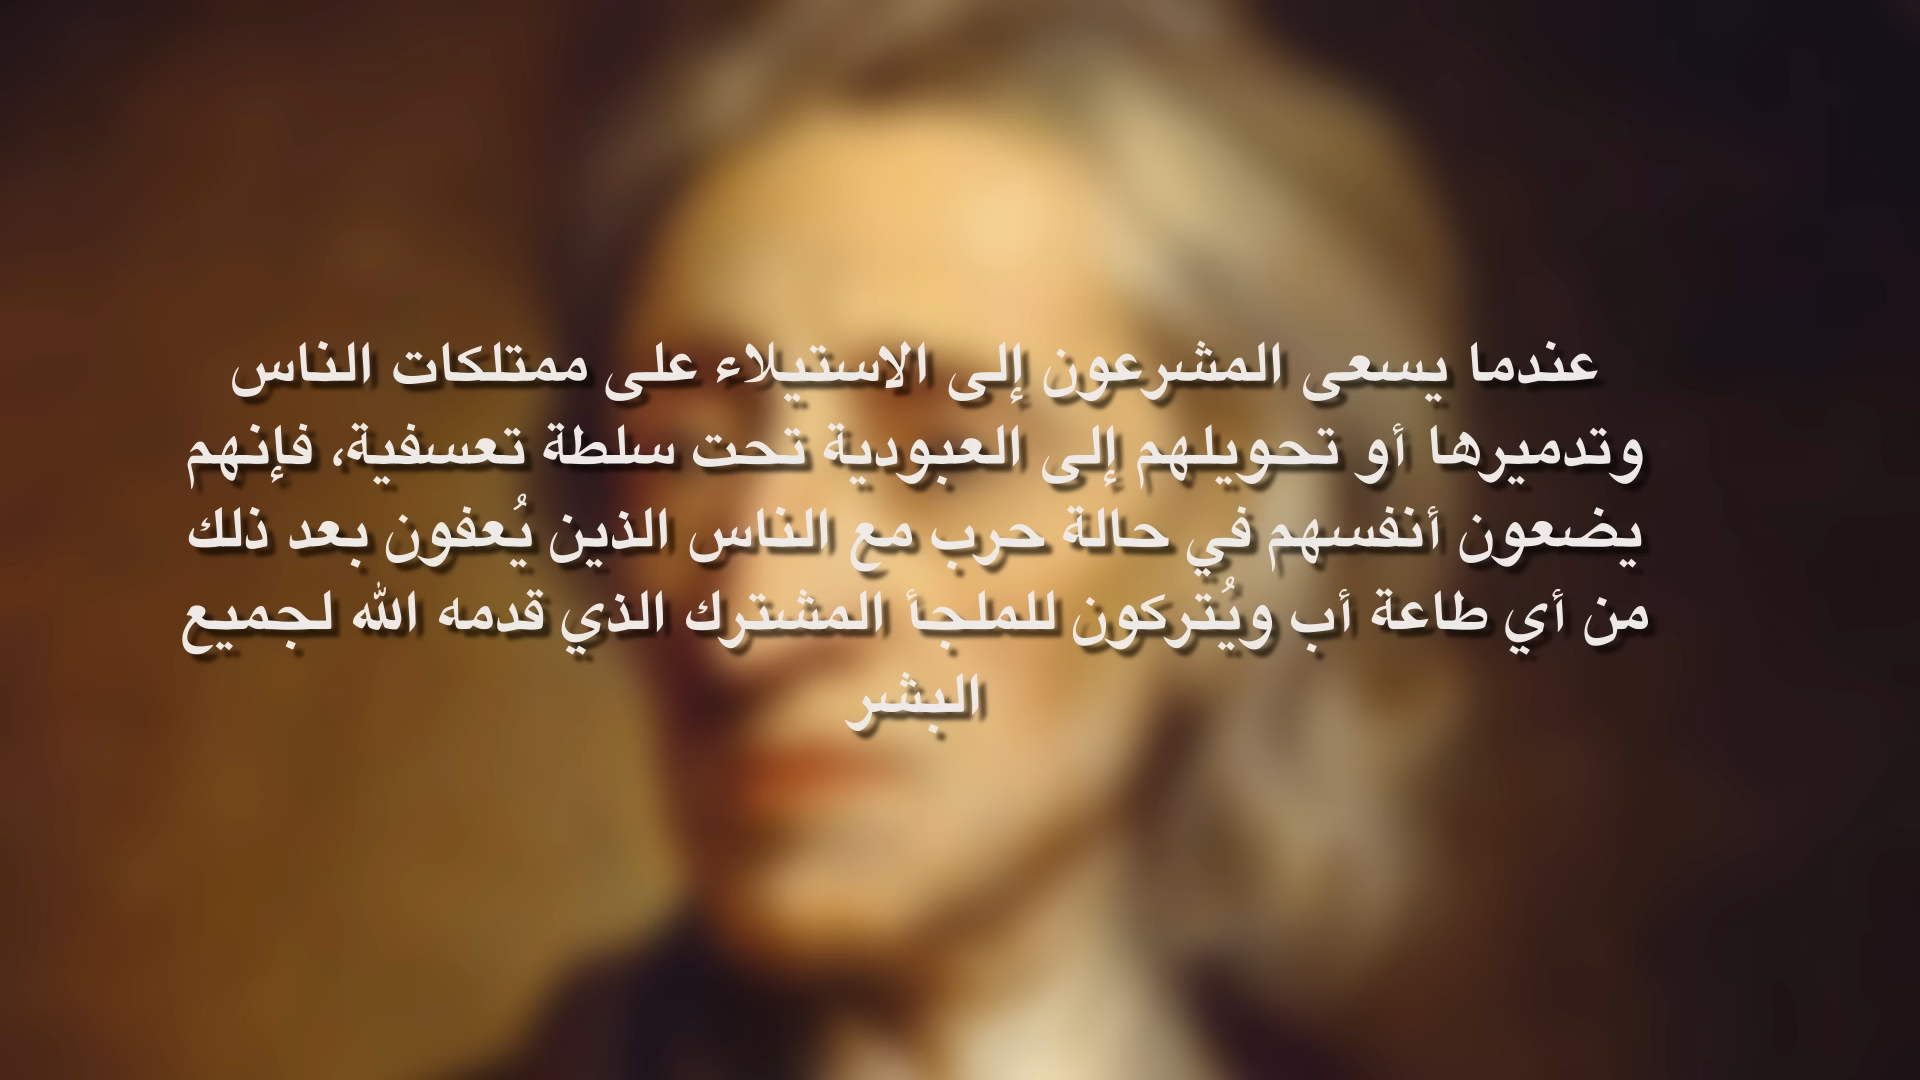 عندما يسعى المشرعون إلى الاستيلاء على ممتلكات الناس
وتدميرها أو تحويلهم إلى العبودية تحت سلطة تعسفية، فإنهم
يضعون أنفسهم في حالة حرب مع الناس الذين يُعفون بعد ذلك
من أي طاعة أب ويُتركون للملجأ المشترك الذي قدمه الله لجميع
البشر